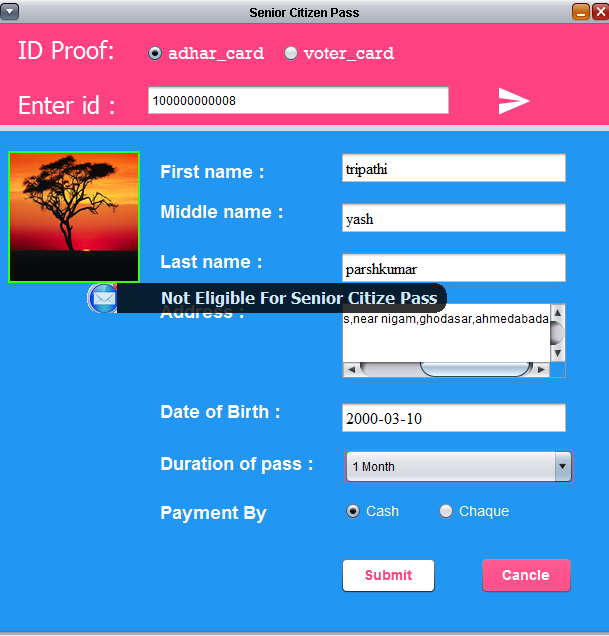 Senior Citizen Pass
ID Proof:
adhar_card
voter_card
Enter id :
100000000008
First name :
tripathi
Middle name :
yash
Last name :
parshkumar
Not Eligible For Senior Citize Pass
Address :
s,near nigam,ghodasar,ahmedabada
Date of Birth :
2000-03-10
Duration of pass :
1 Month
Payment By
Cash
Chaque
Submit
Cancle